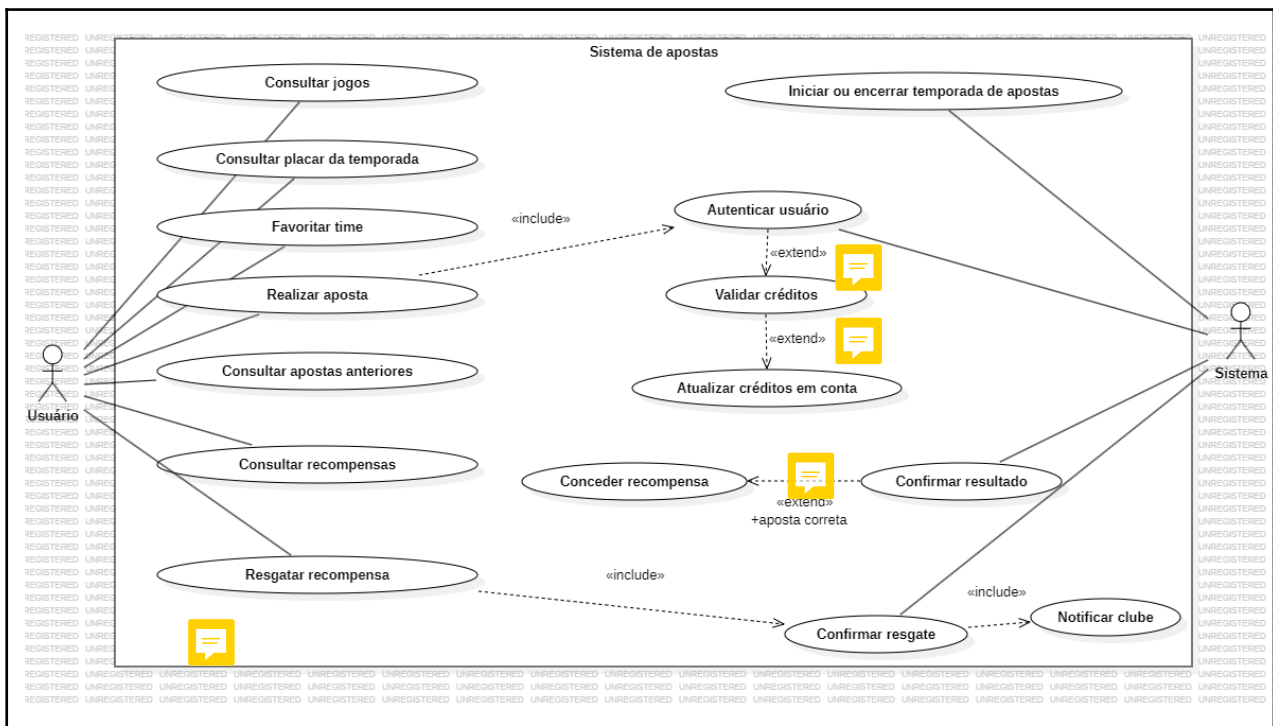 Sistema de apostas
Consultar jogos
Iniciar ou encerrar temporada de apostas
Consultar placar da temporada
Favoritar time
«include»
Autenticar usuário
«extend»
Realizar aposta
Validar créditos
«extend»
Consultar apostas anteriores
Atualizar créditos em conta
Usuário
Sistema
Consultar recompensas
Conceder recompensa
Confirmar resultado
«extend»
+aposta correta
Resgatar recompensa
«include»
«include»
Confirmar resgate
Notificar clube
UNREGISTERED